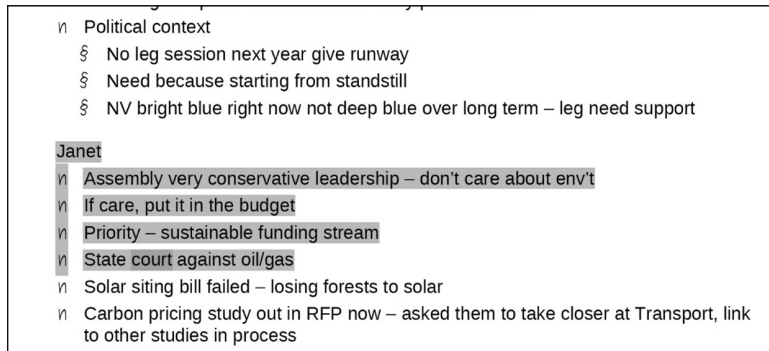 n Political context
§ No leg session next year give runway
§ Need because starting from standstill
§ NV bright blue right now not deep blue over long term – leg need support
Janet
n Assembly very conservative leadership – don't care about env't
n If care, put it in the budget
n Priority – sustainable funding stream
n State court against oil/gas
n Solar siting bill failed – losing forests to solar
n Carbon pricing study out in RFP now – asked them to take closer at Transport, link
to other studies in process